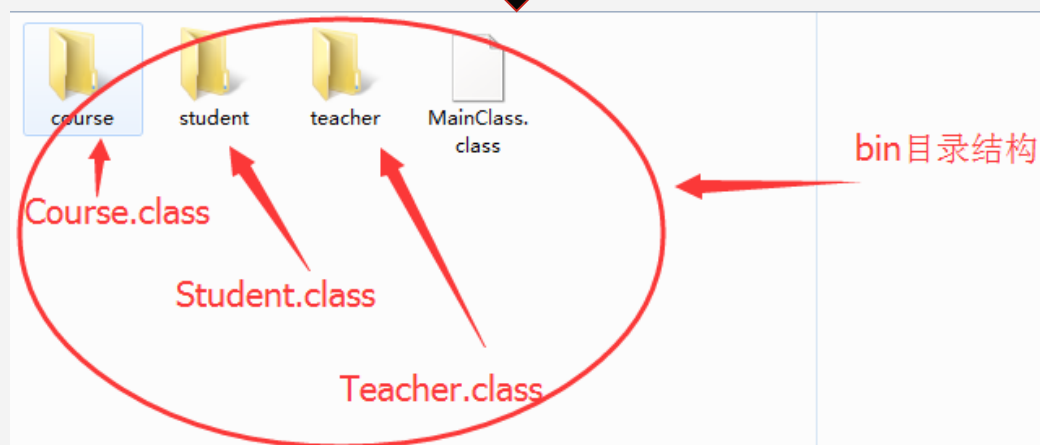 course
student
teacher
MainClass.
class
bin目录结构
Course.class
Student.class
Teacher.class